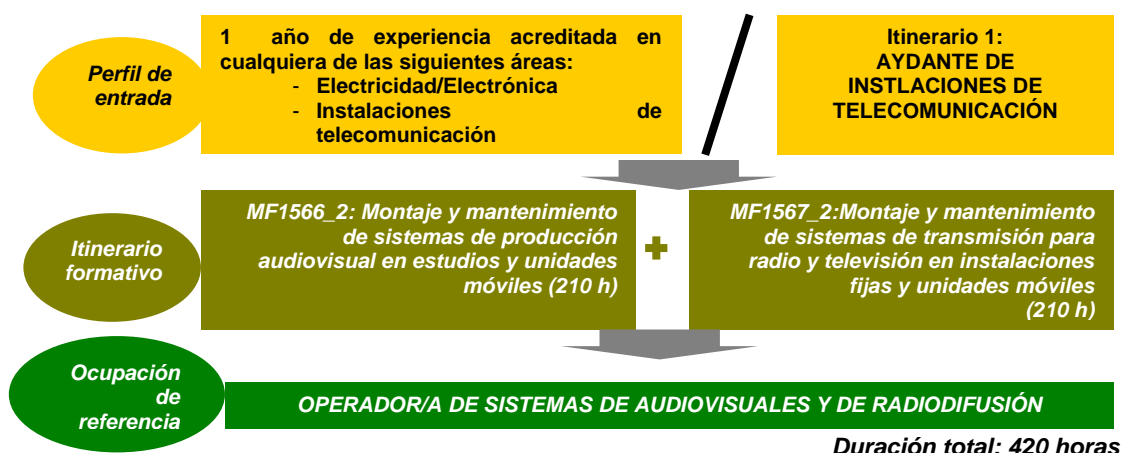 Perfil de
entrada
1 año de experiencia acreditada en
cualquiera de las siguientes áreas:
- Electricidad/Electrónica
- Instalaciones de
telecomunicación
Itinerario 1:
AYDANTE DE
INSTLACIONES DE
TELECOMUNICACIÓN
Itinerario
formativo
MF1566_2: Montaje y mantenimiento
de sistemas de producción
audiovisual en estudios y unidades
móviles (210 h)
MF1567_2:Montaje y mantenimiento
de sistemas de transmisión para
radio y televisión en instalaciones
fijas y unidades móviles
(210 h)
Ocupación
de
referencia
OPERADOR/A DE SISTEMAS DE AUDIOVISUALES Y DE RADIODIFUSIÓN
Duración total: 420 horas